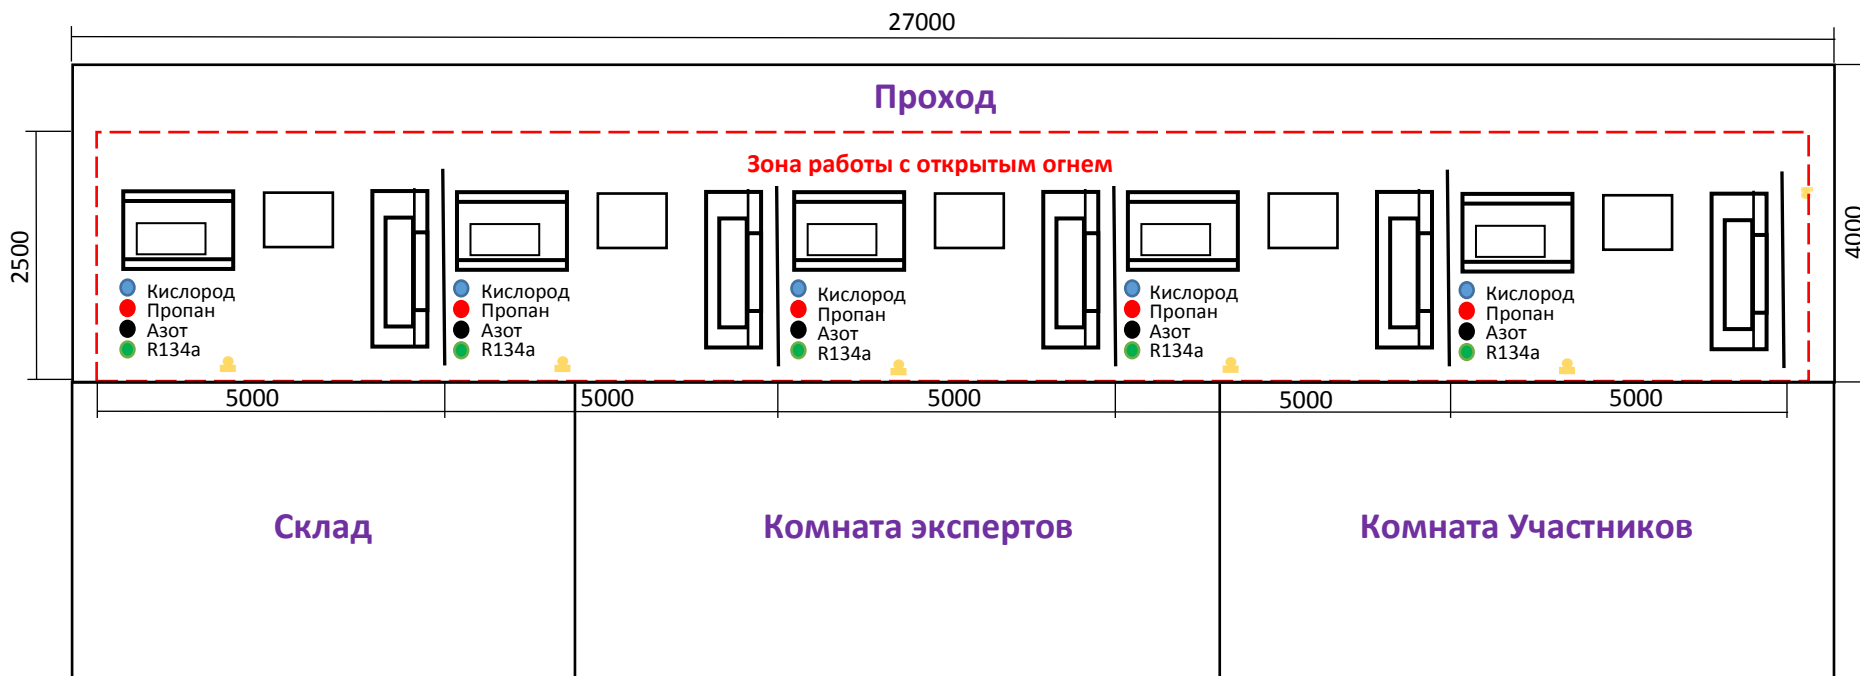 27000
Проход
Зона работы с открытым огнем
2500
4000
Кислород
Пропан
Азот
R134a
Кислород
Пропан
Азот
R134a
Кислород
Пропан
Азот
R134a
Кислород
Пропан
Азот
R134a
Кислород
Пропан
Азот
R134a
5000
5000
5000
5000
5000
Склад
Комната экспертов
Комната Участников